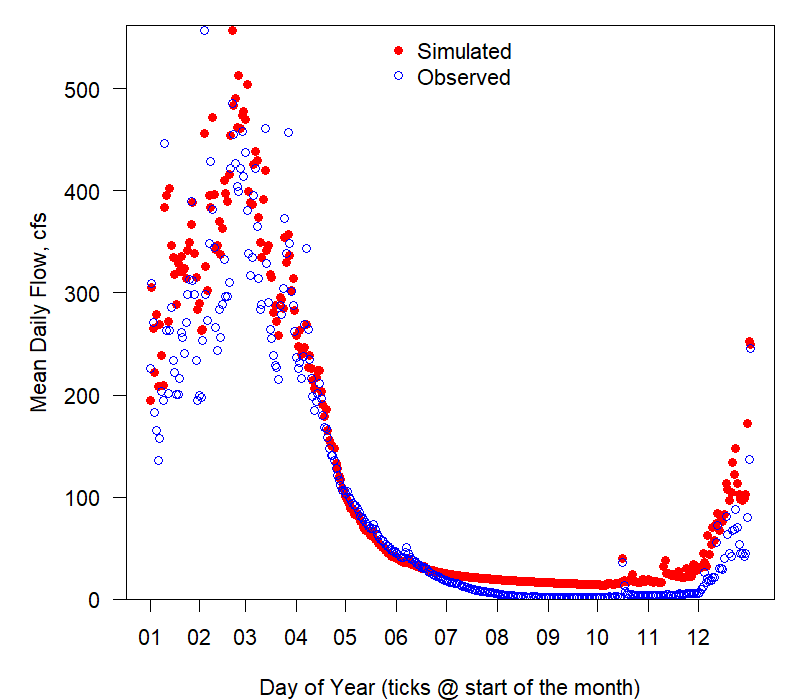 Simulated
Observed
500
400
300
200
100
0
Mean Daily Flow, cfs
01 02 03 04 05 06 07 08 09 10 11 12
Day of Year (ticks @ start of the month)